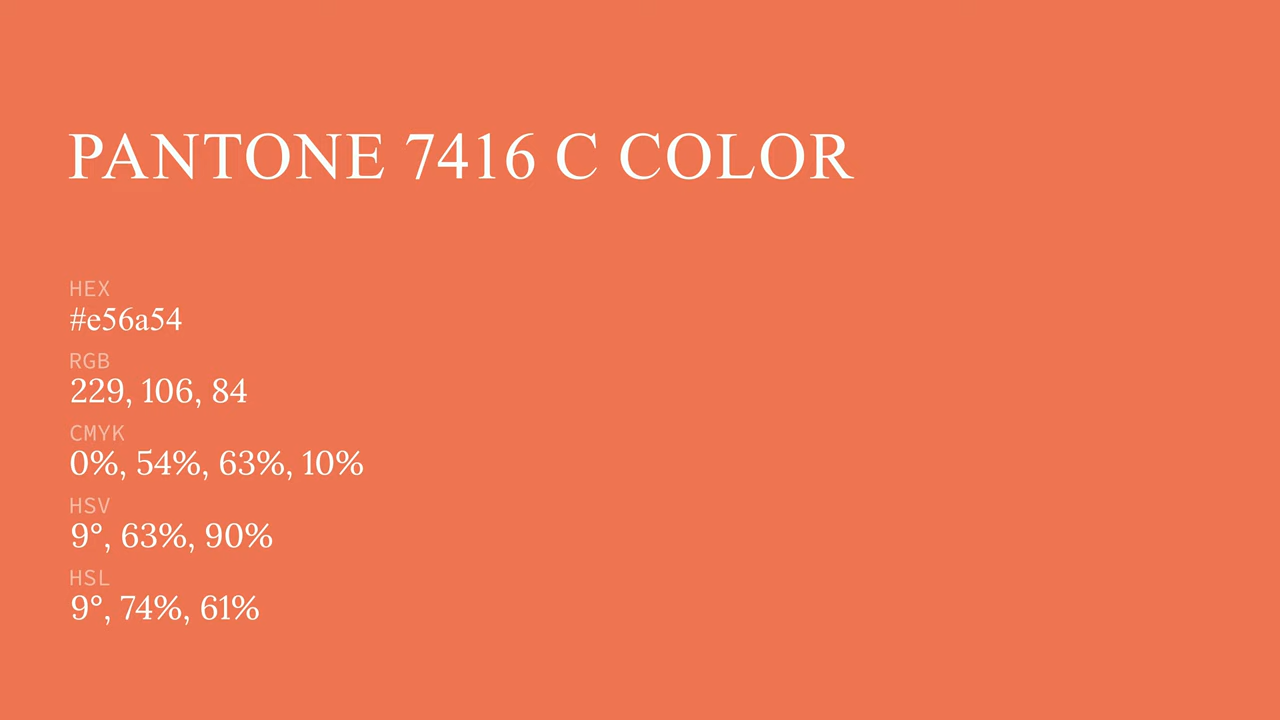 PANTONE 7416 C COLOR
HEX
#e56a54
RGB
229, 106, 84
CMYK
0%, 54%, 63%, 10%
HSV
9°, 63%, 90%
HSL
9°, 74%, 61%